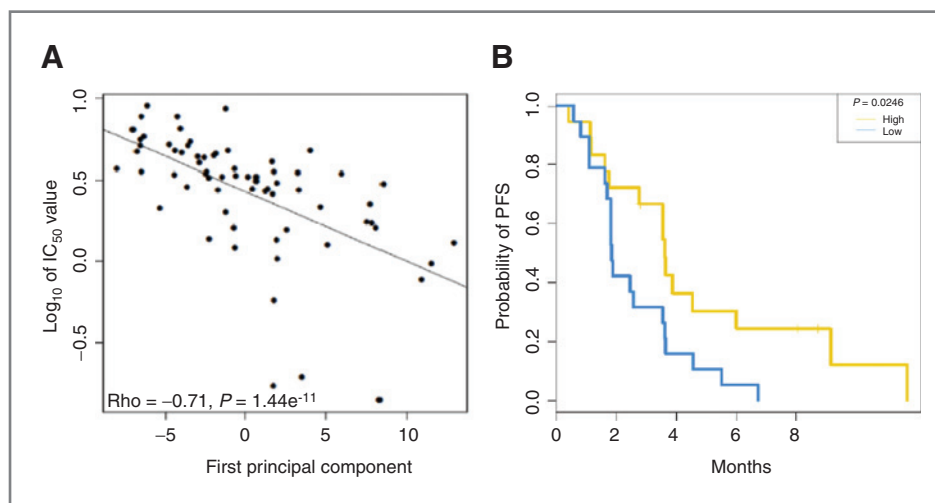 A
Log10 of IC50 value
1.0
0.5
0.0
−0.5
Rho = −0.71, P = 1.44e-11
−5 0 5 10
First principal component
B
Probability of PFS
1.0
0.8
0.6
0.4
0.2
0.0
P = 0.0246
High
Low
0 2 4 6 8
Months